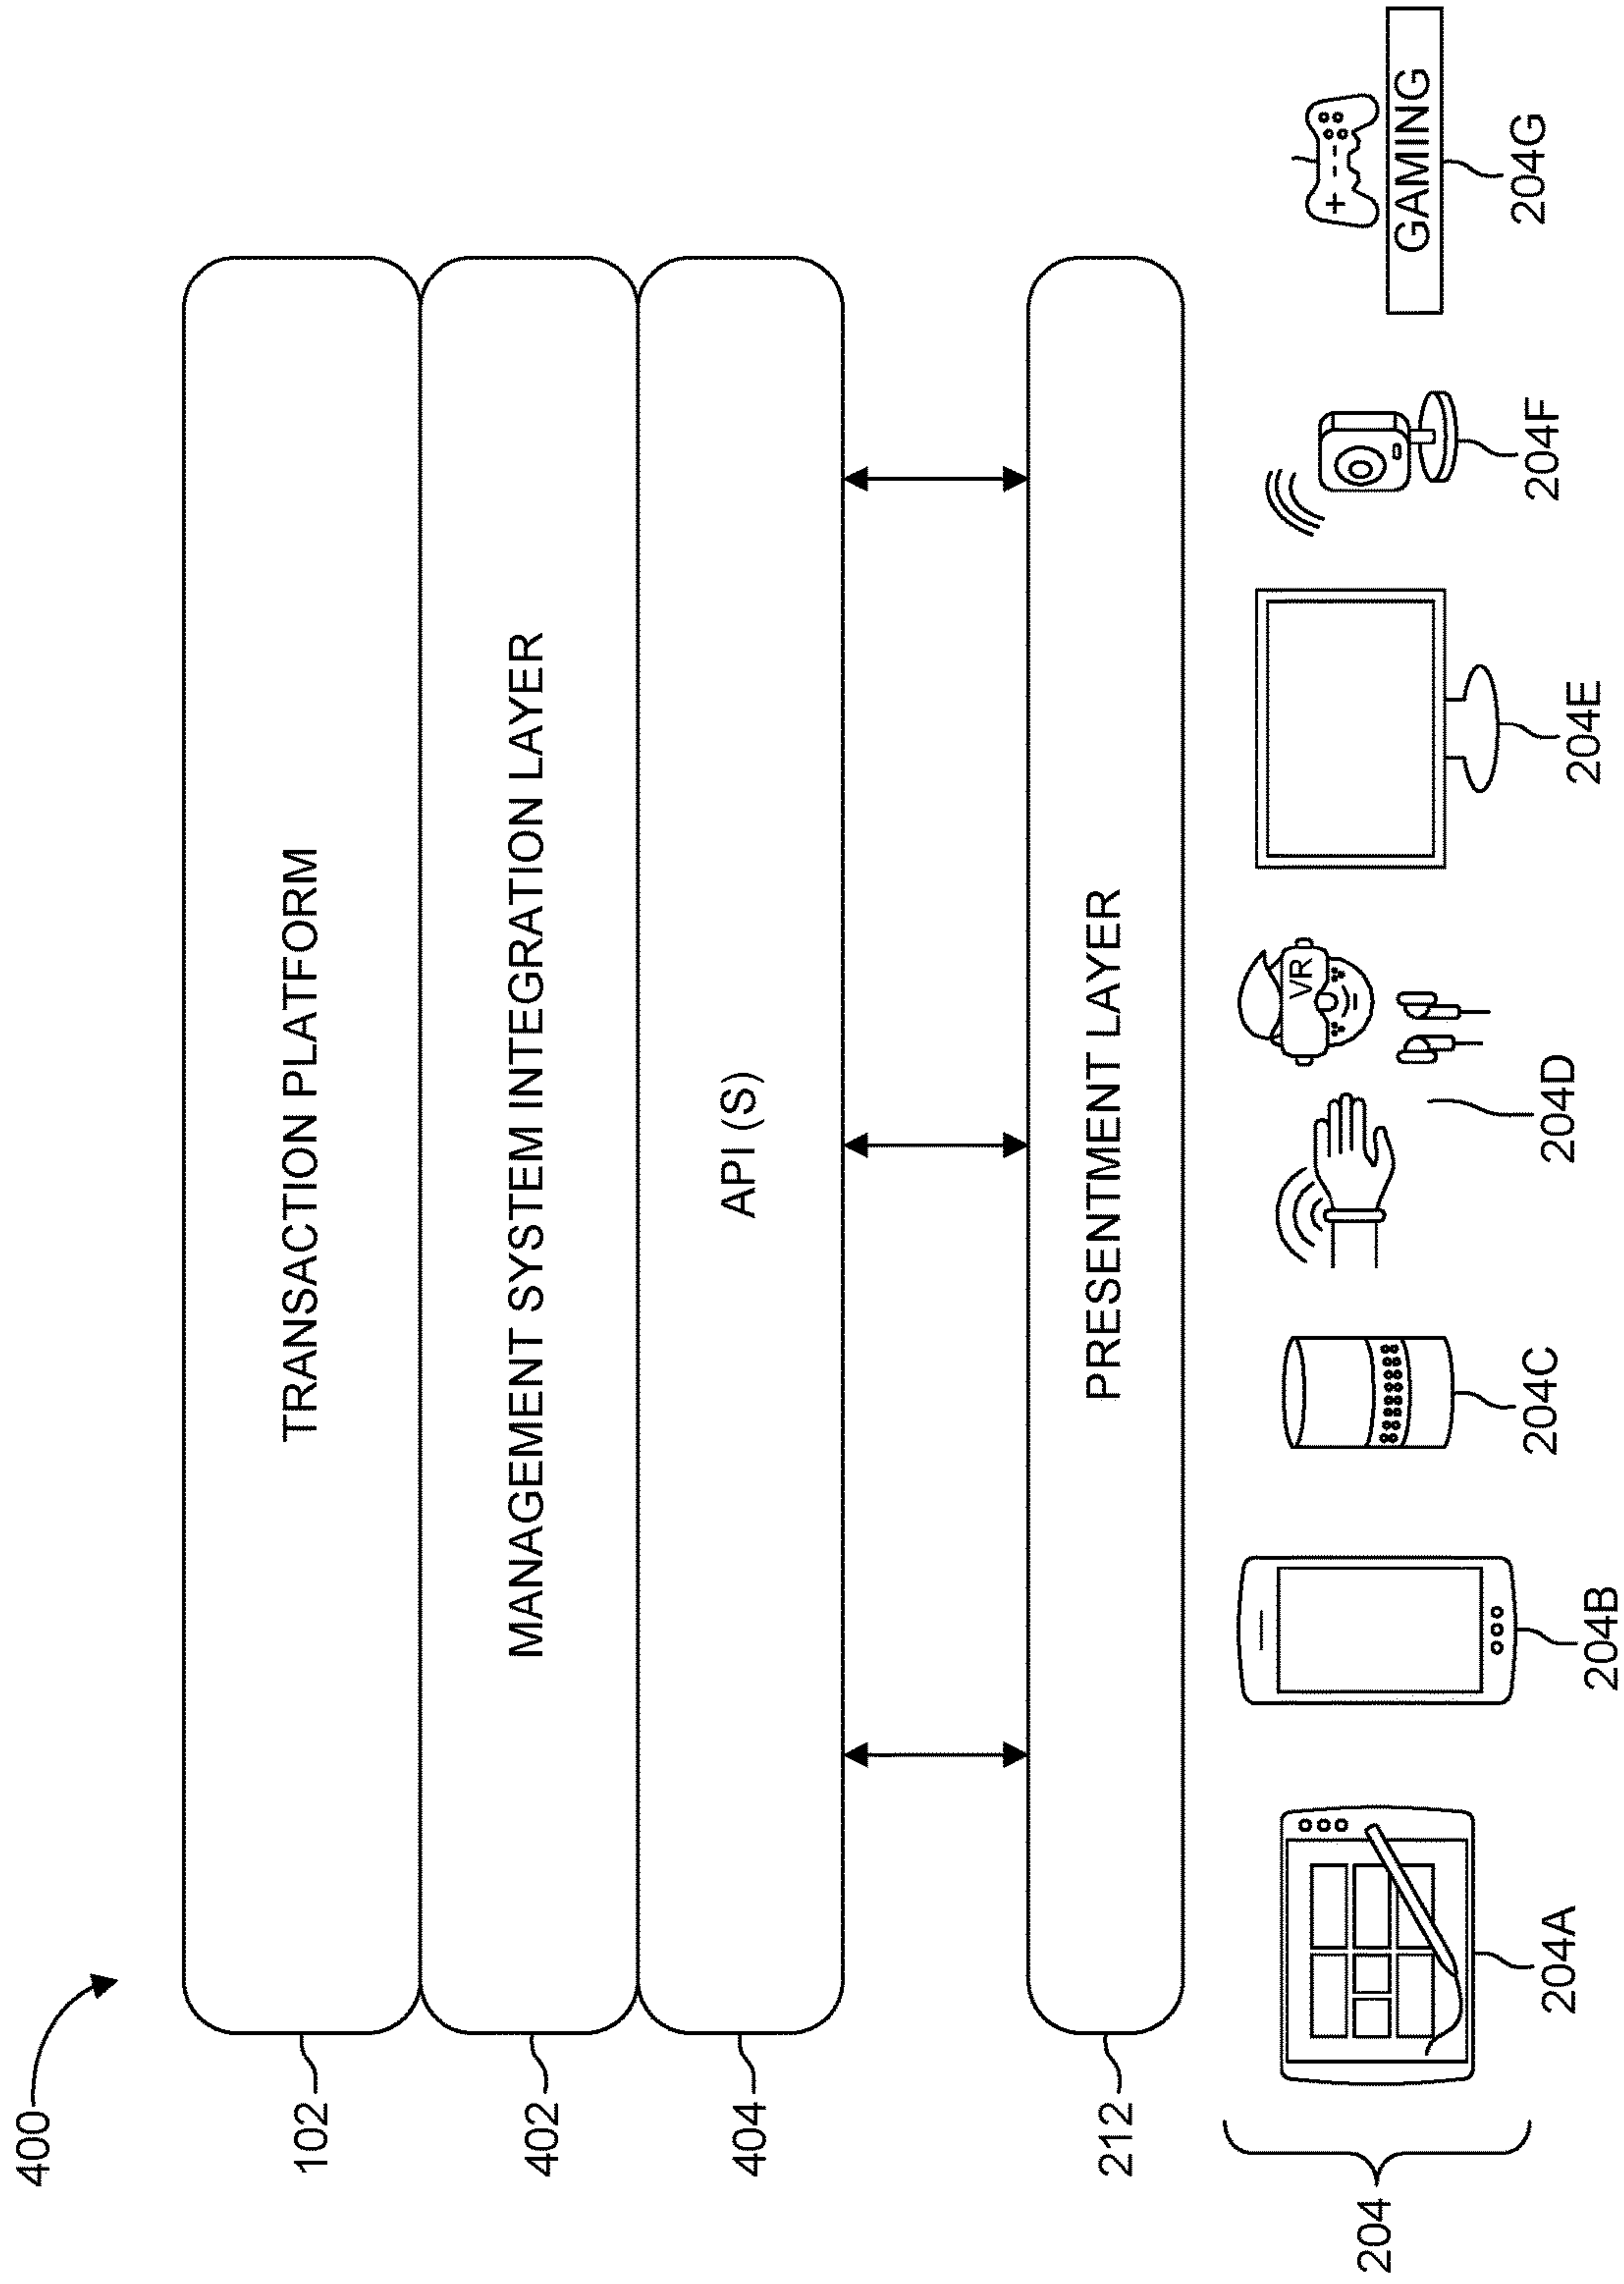 400
102
TRANSACTION PLATFORM
402
MANAGEMENT SYSTEM INTEGRATION LAYER
404
API (S)
212
PRESENTMENT LAYER
204
VR
GAMING
204A
204B
204C
204D
204E
204F
204G